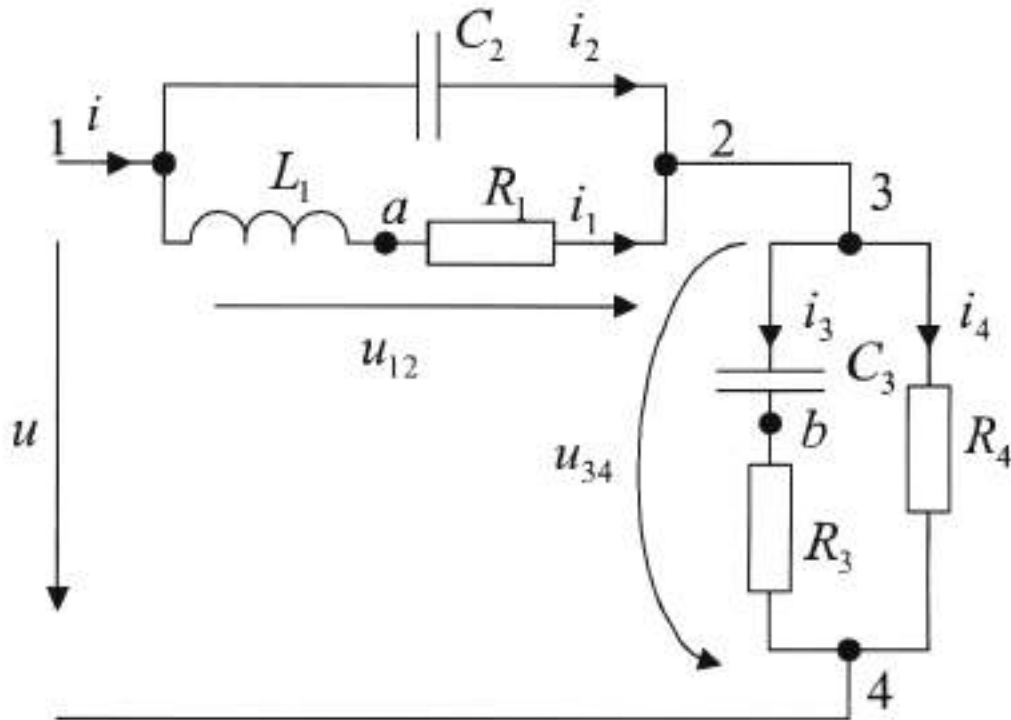 C₂ i₂
1 i
2
L₁ a R₁ i₁
3
u₁₂
i₃ i₄
C₃
u b R₄
u₃₄
R₃
4